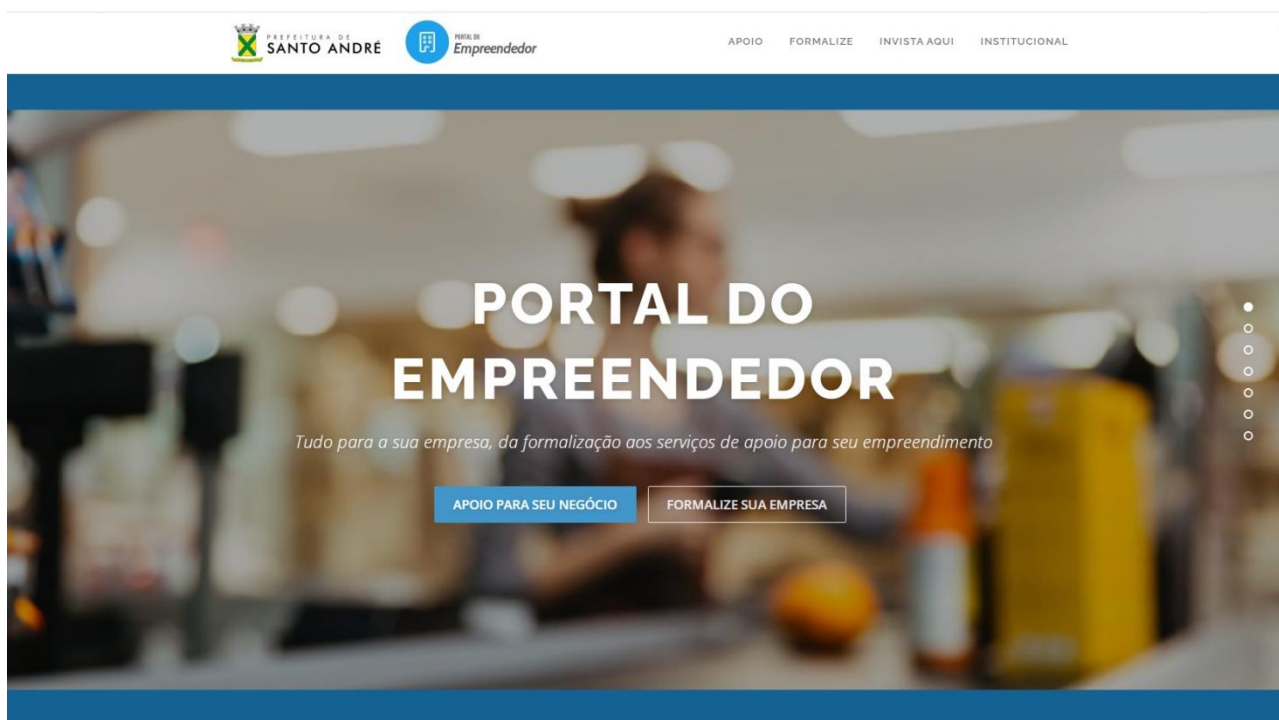 PREFEITURA DE
SANTO ANDRÉ
PORTAL DO
Empreendedor
APOIO FORMALIZE INVISTA AQUI INSTITUCIONAL
PORTAL DO
EMPREENDEDOR
Tudo para a sua empresa, da formalização aos serviços de apoio para seu empreendimento
APOIO PARA SEU NEGÓCIO FORMALIZE SUA EMPRESA